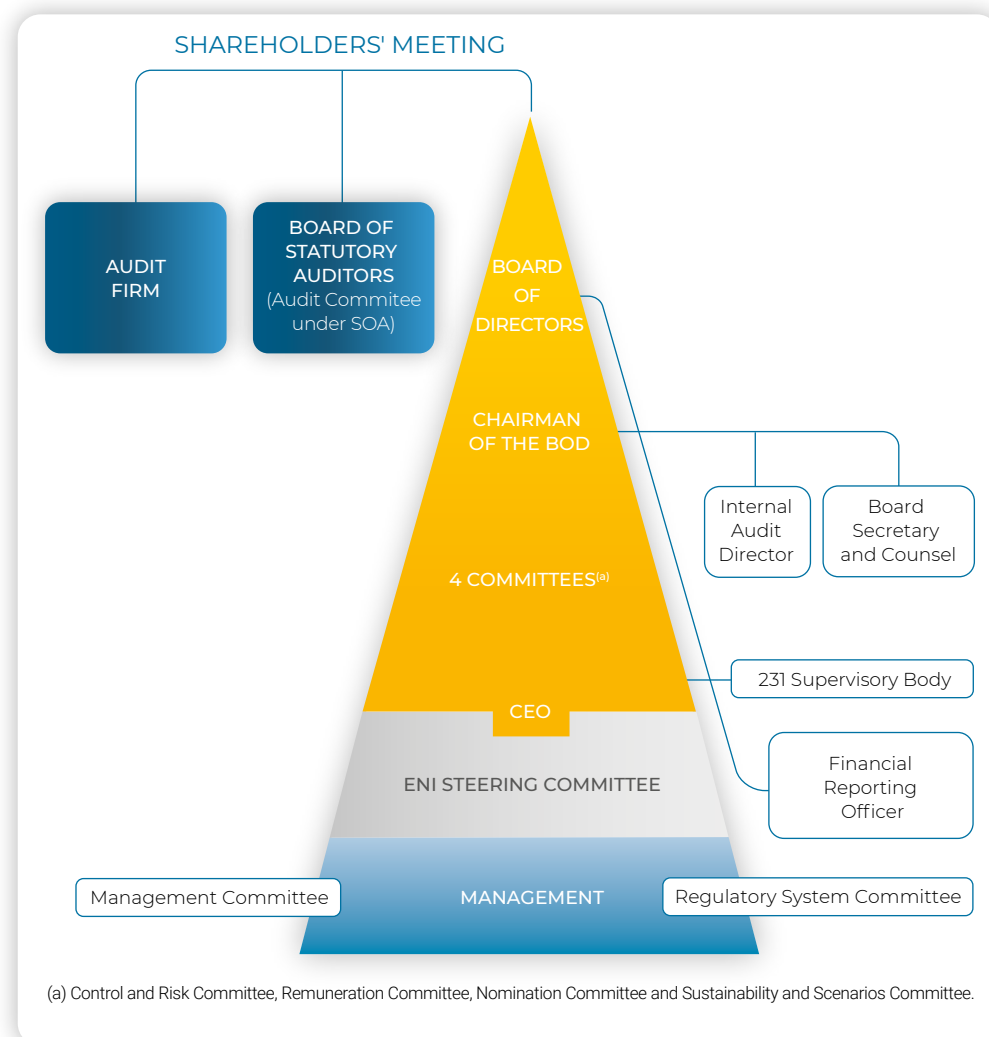 SHAREHOLDERS' MEETING
AUDIT
FIRM
BOARD OF
STATUTORY
AUDITORS
(Audit Commitee
under SOA)
BOARD
OF
DIRECTORS
CHAIRMAN
OF THE BOD
Internal
Audit
Director
Board
Secretary
and Counsel
4 COMMITTEES(a)
231 Supervisory Body
CEO
ENI STEERING COMMITTEE
Financial
Reporting
Officer
Management Committee
MANAGEMENT
Regulatory System Committee
(a) Control and Risk Committee, Remuneration Committee, Nomination Committee and Sustainability and Scenarios Committee.